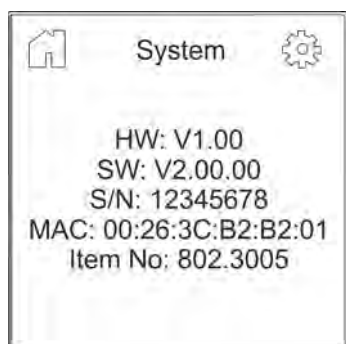 System
HW: V1.00
SW: V2.00.00
S/N: 12345678
MAC: 00:26:3C:B2:B2:01
Item No: 802.3005